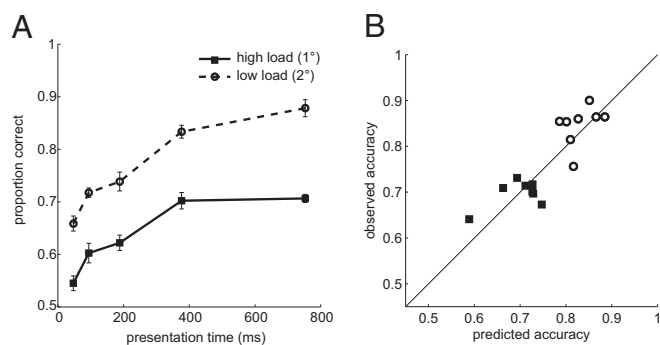 A
high load (1°)
low load (2°)
proportion correct
1
0.9
0.8
0.7
0.6
0.5
0
200
400
600
800
presentation time (ms)
B
observed accuracy
1
0.9
0.8
0.7
0.6
0.5
0.5
0.6
0.7
0.8
0.9
1
predicted accuracy